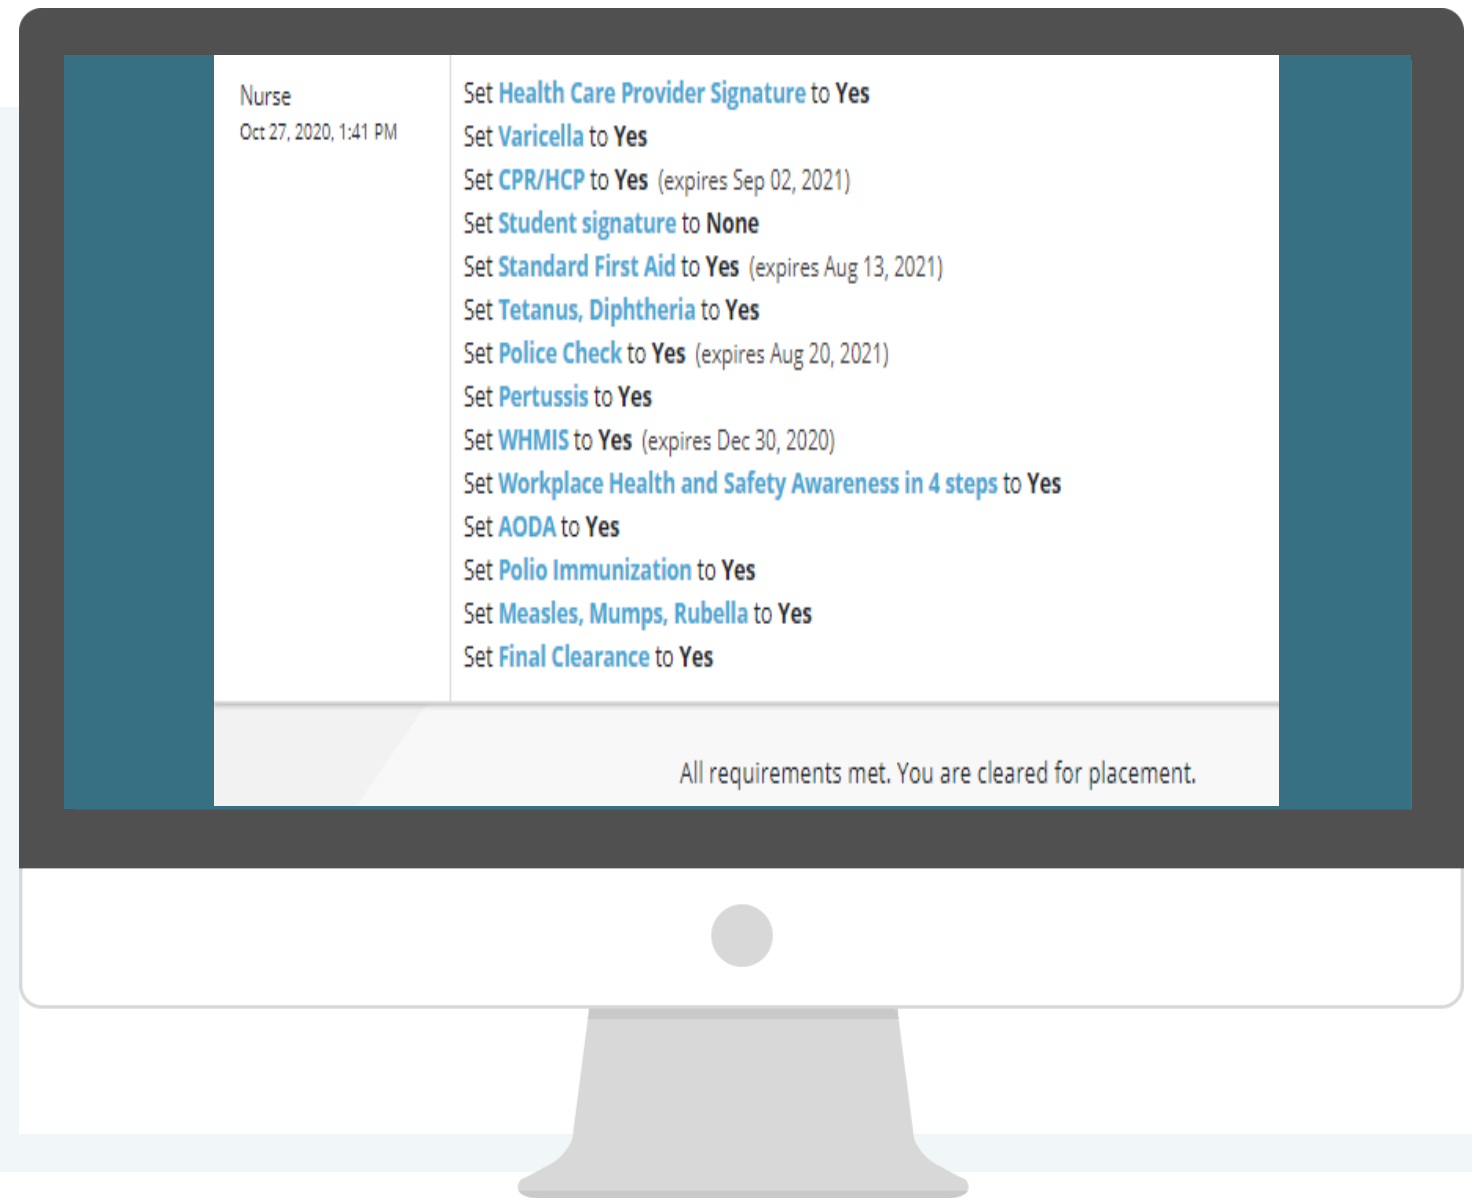 Nurse
Oct 27, 2020, 1:41 PM
Set Health Care Provider Signature to Yes
Set Varicella to Yes
Set CPR/HCP to Yes (expires Sep 02, 2021)
Set Student signature to None
Set Standard First Aid to Yes (expires Aug 13, 2021)
Set Tetanus, Diphtheria to Yes
Set Police Check to Yes (expires Aug 20, 2021)
Set Pertussis to Yes
Set WHMIS to Yes (expires Dec 30, 2020)
Set Workplace Health and Safety Awareness in 4 steps to Yes
Set AODA to Yes
Set Polio Immunization to Yes
Set Measles, Mumps, Rubella to Yes
Set Final Clearance to Yes
All requirements met. You are cleared for placement.